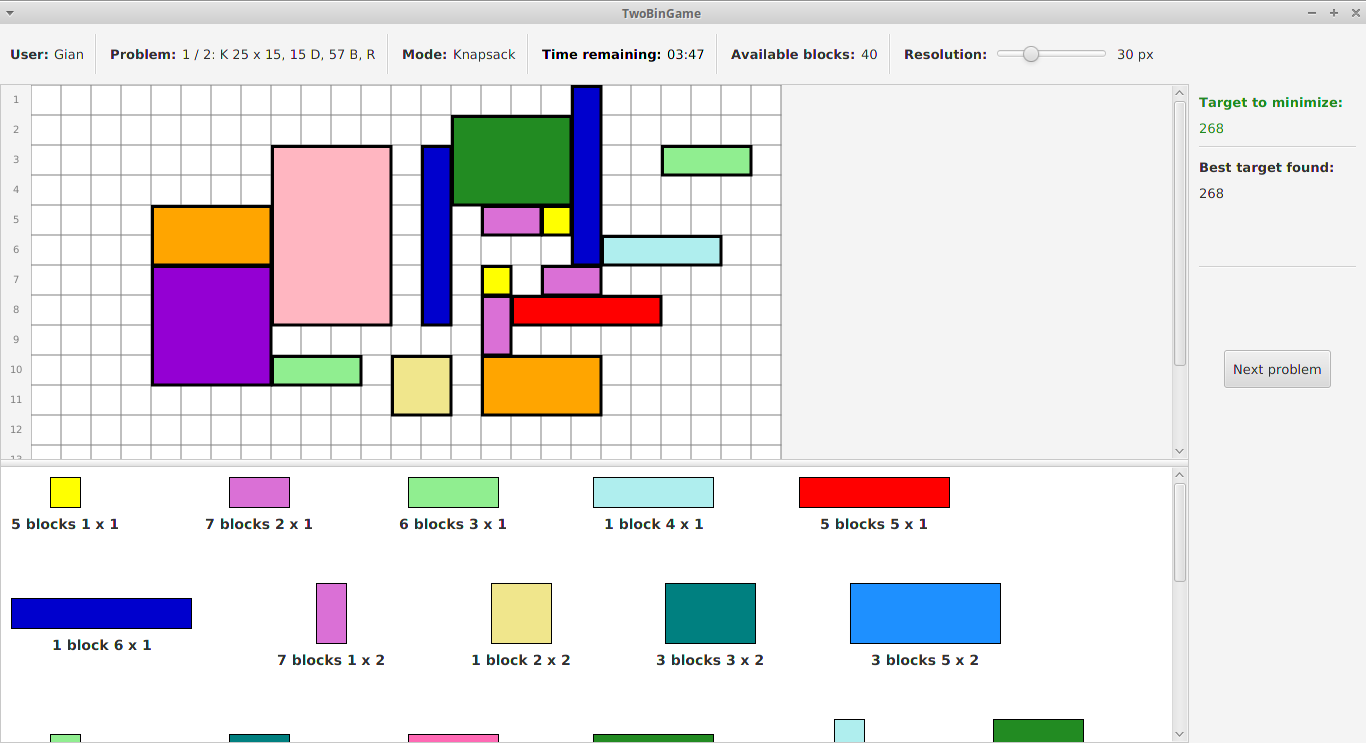 TwoBinGame
User: Gian Problem: 1 / 2: K 25 x 15, 15 D, 57 B, R Mode: Knapsack Time remaining: 03:47 Available blocks: 40 Resolution: 30 px
1
2
3
4
5
6
7
8
9
10
11
12
Target to minimize:
268
Best target found:
268
Next problem
5 blocks 1 x 1 7 blocks 2 x 1 6 blocks 3 x 1 1 block 4 x 1 5 blocks 5 x 1
1 block 6 x 1
7 blocks 1 x 2 1 block 2 x 2 3 blocks 3 x 2 3 blocks 5 x 2